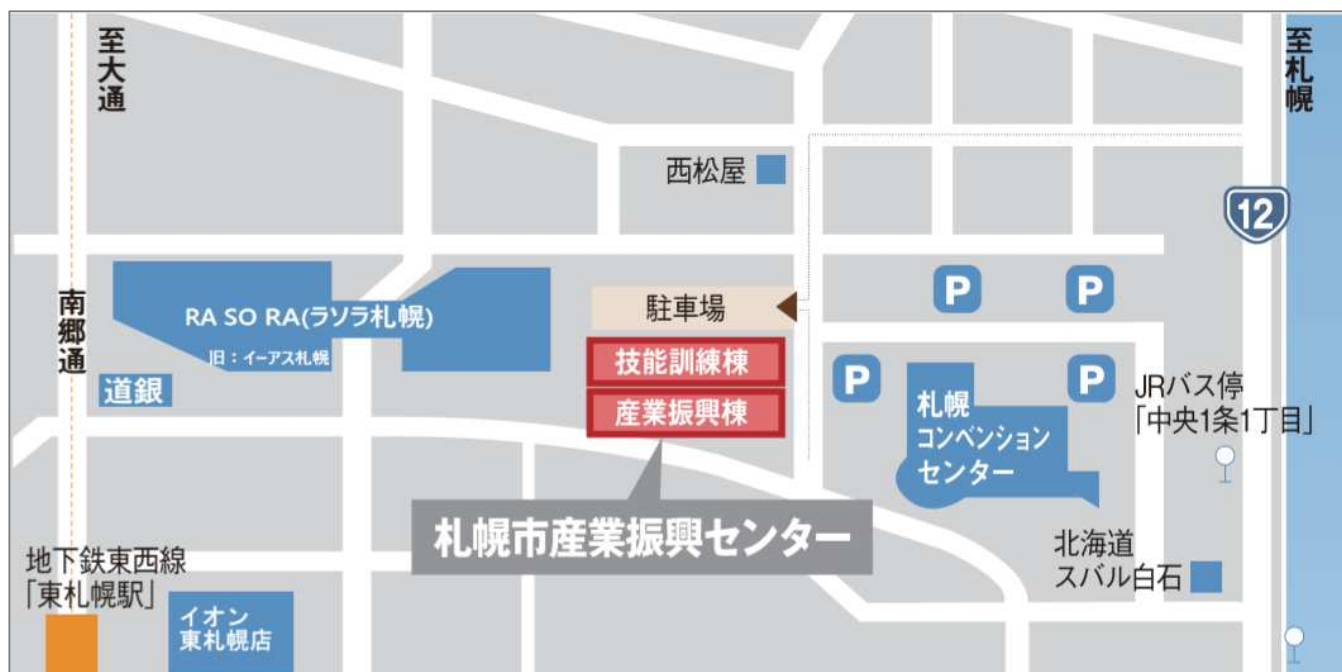 至大通
至札幌
西松屋
12
南郷通
RA SO RA(ラソラ札幌)
旧：イーアス札幌
駐車場
P
P
技能訓練棟
道銀
産業振興棟
P
P
札幌
コンベンション
センター
JRバス停
「中央1条1丁目」
札幌市産業振興センター
地下鉄東西線
「東札幌駅」
北海道
スバル白石
イオン
東札幌店